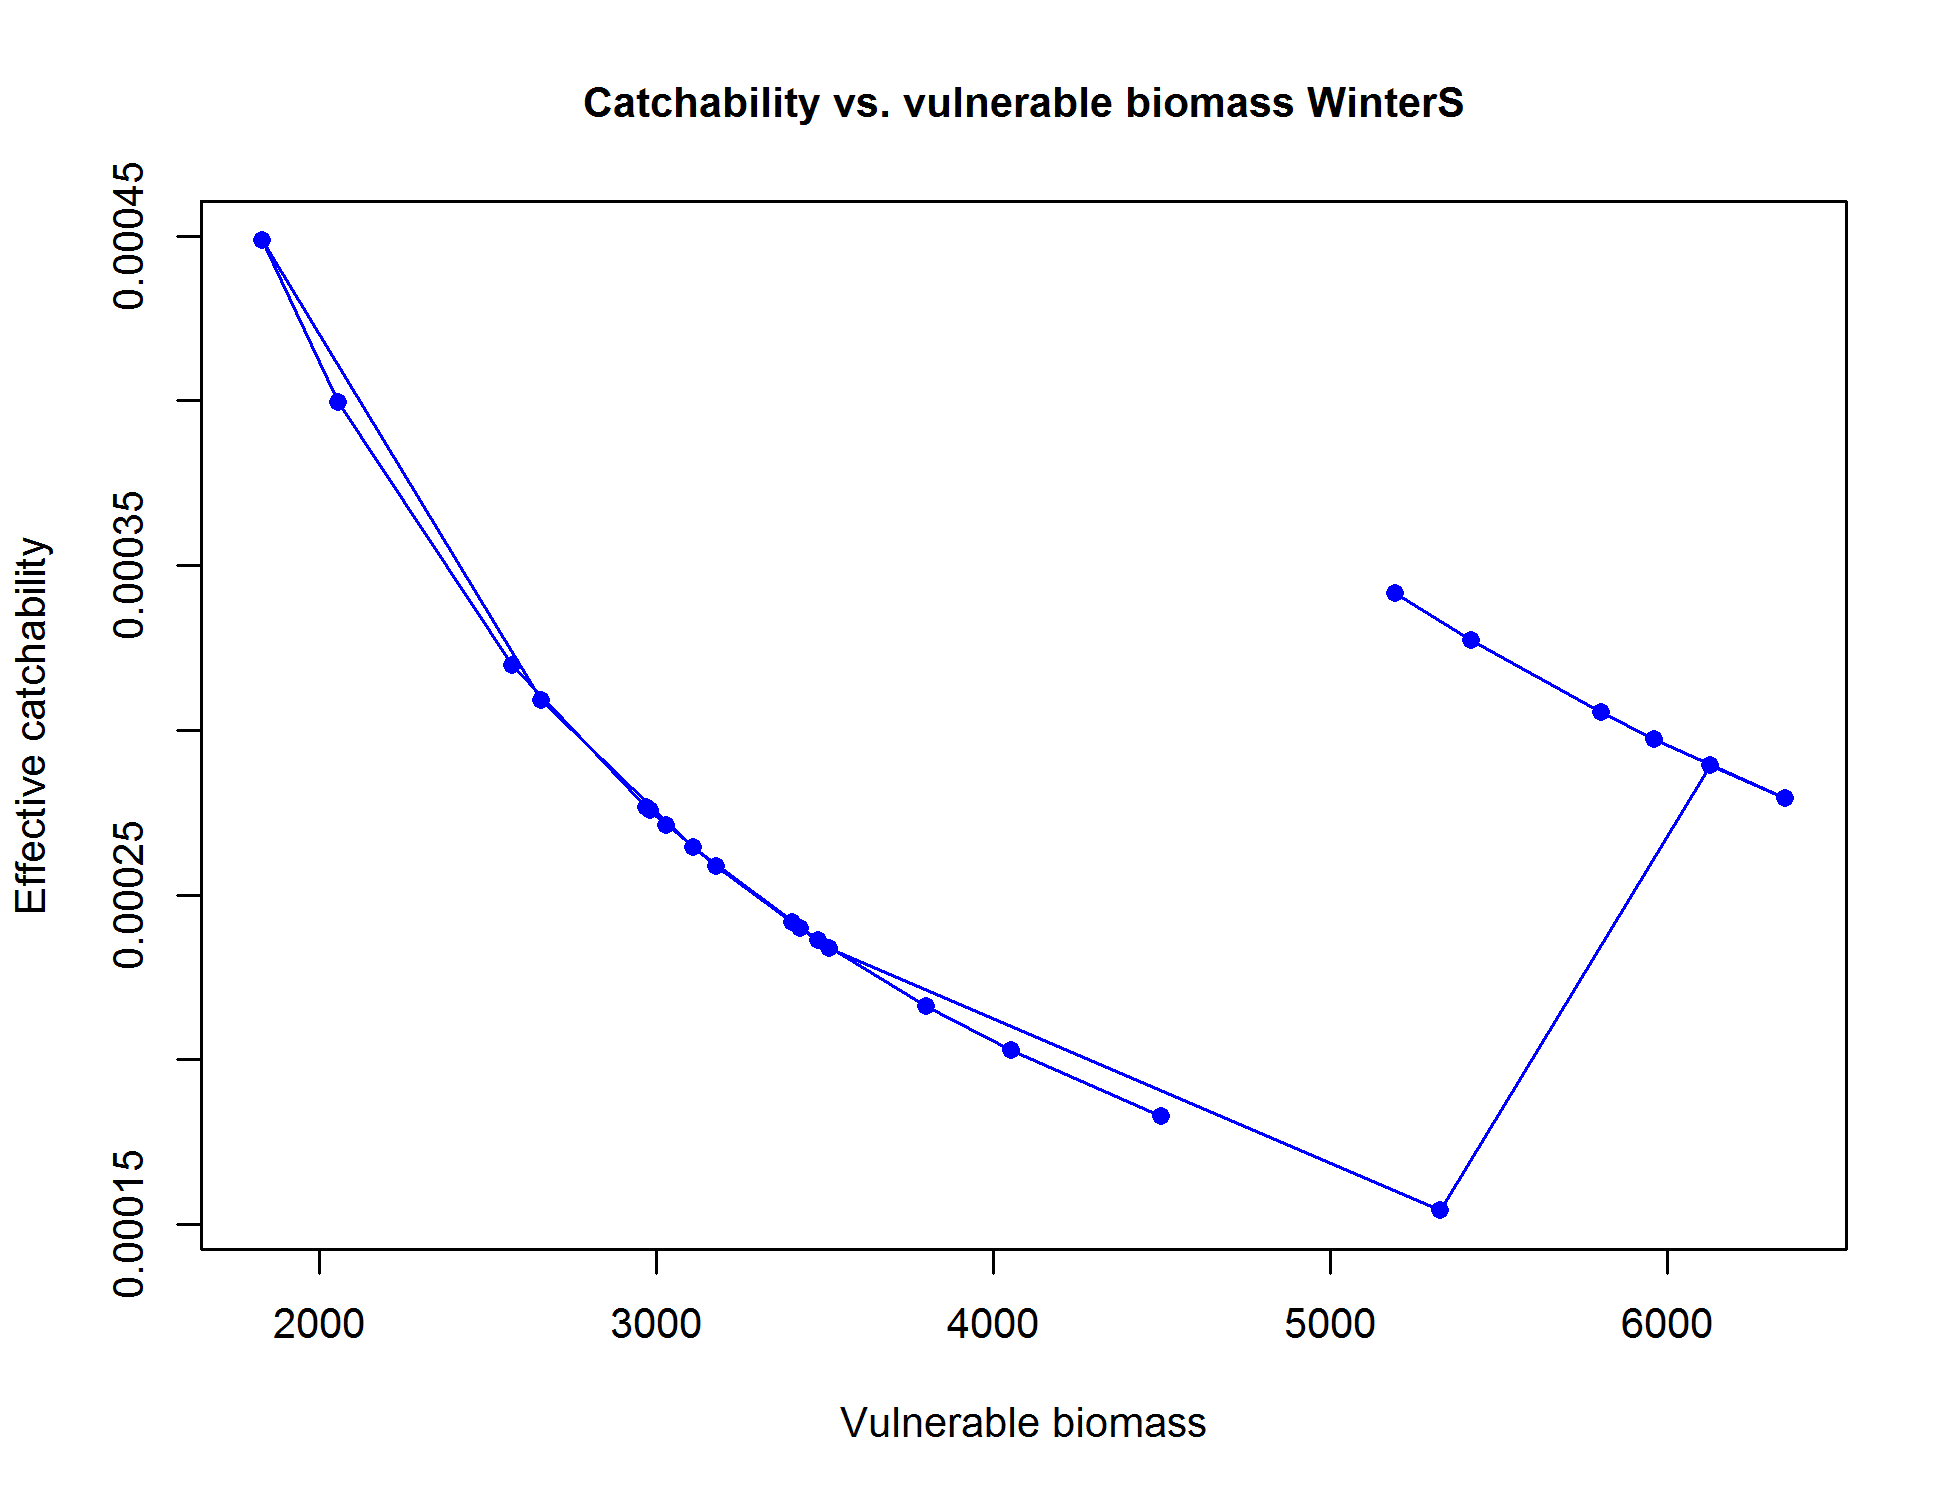 Catchability vs. vulnerable biomass WinterS
Effective catchability
0.00045
0.00035
0.00025
0.00015
2000 3000 4000 5000 6000
Vulnerable biomass